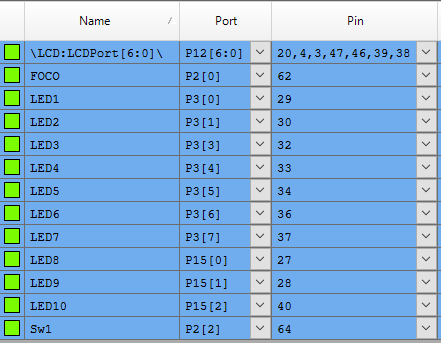 Name / Port Pin
\LCD:LCDPort[6:0]\ P12[6:0] 20,4,3,47,46,39,38
FOCO P2[0] 62
LED1 P3[0] 29
LED2 P3[1] 30
LED3 P3[3] 32
LED4 P3[4] 33
LED5 P3[5] 34
LED6 P3[6] 36
LED7 P3[7] 37
LED8 P15[0] 27
LED9 P15[1] 28
LED10 P15[2] 40
Sw1 P2[2] 64